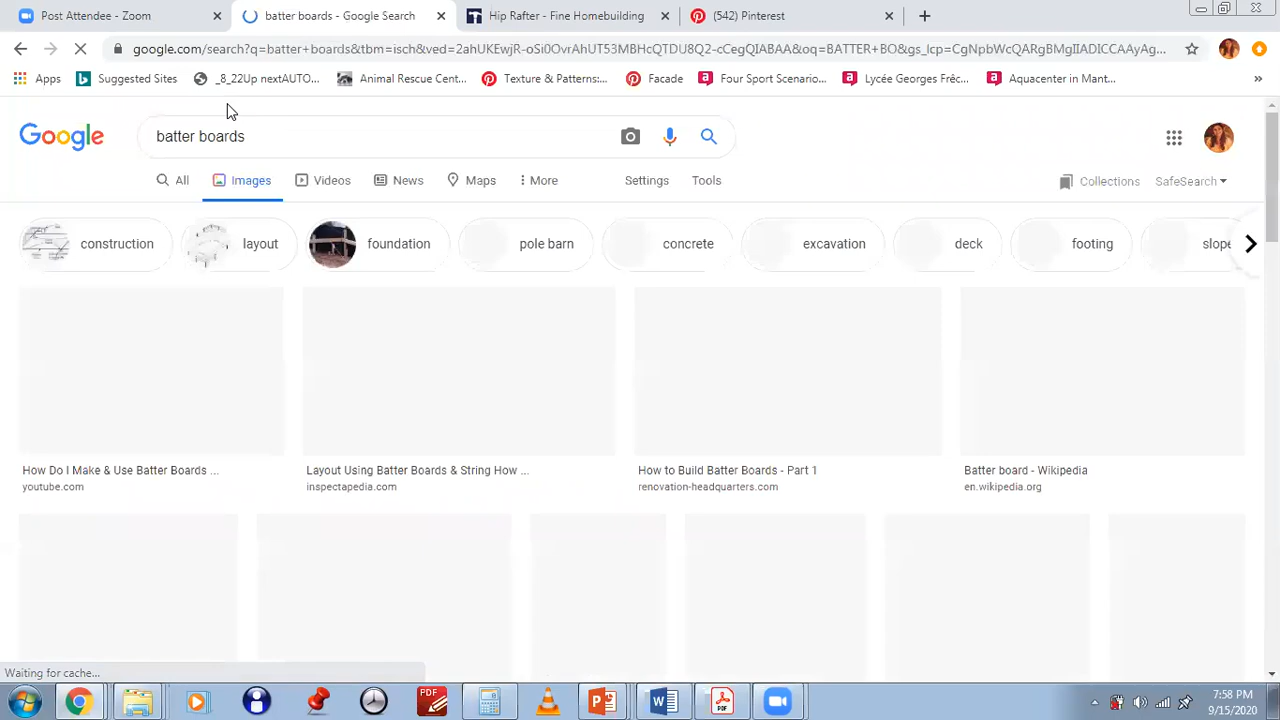 Post Attendee - Zoom
batter boards - Google Search
Hip Rafter - Fine Homebuilding
(542) Pinterest
google.com/search?q=batter+boards&tbm=isch&ved=2ahUKEwjR-oSi0OvrAhUT53MBHcQTDU8Q2-cCegQIABAA&oq=BATTER+BO&gs_lcp=CgNpbWcQARgBMgIIADICCAAyAg...
Apps
Suggested Sites
_8_22Up nextAUTO...
Animal Rescue Cent...
Texture & Patterns:...
Facade
Four Sport Scenario...
Lycée Georges Frêc...
Aquacenter in Mant...
Google
batter boards
All
Images
Videos
News
Maps
More
Settings
Tools
Collections
SafeSearch
construction
layout
foundation
pole barn
concrete
excavation
deck
footing
slope
How Do I Make & Use Batter Boards ...
youtube.com
Layout Using Batter Boards & String How ...
inspectapedia.com
How to Build Batter Boards - Part 1
renovation-headquarters.com
Batter board - Wikipedia
en.wikipedia.org
Waiting for cache...
PDF
7:58 PM
9/15/2020